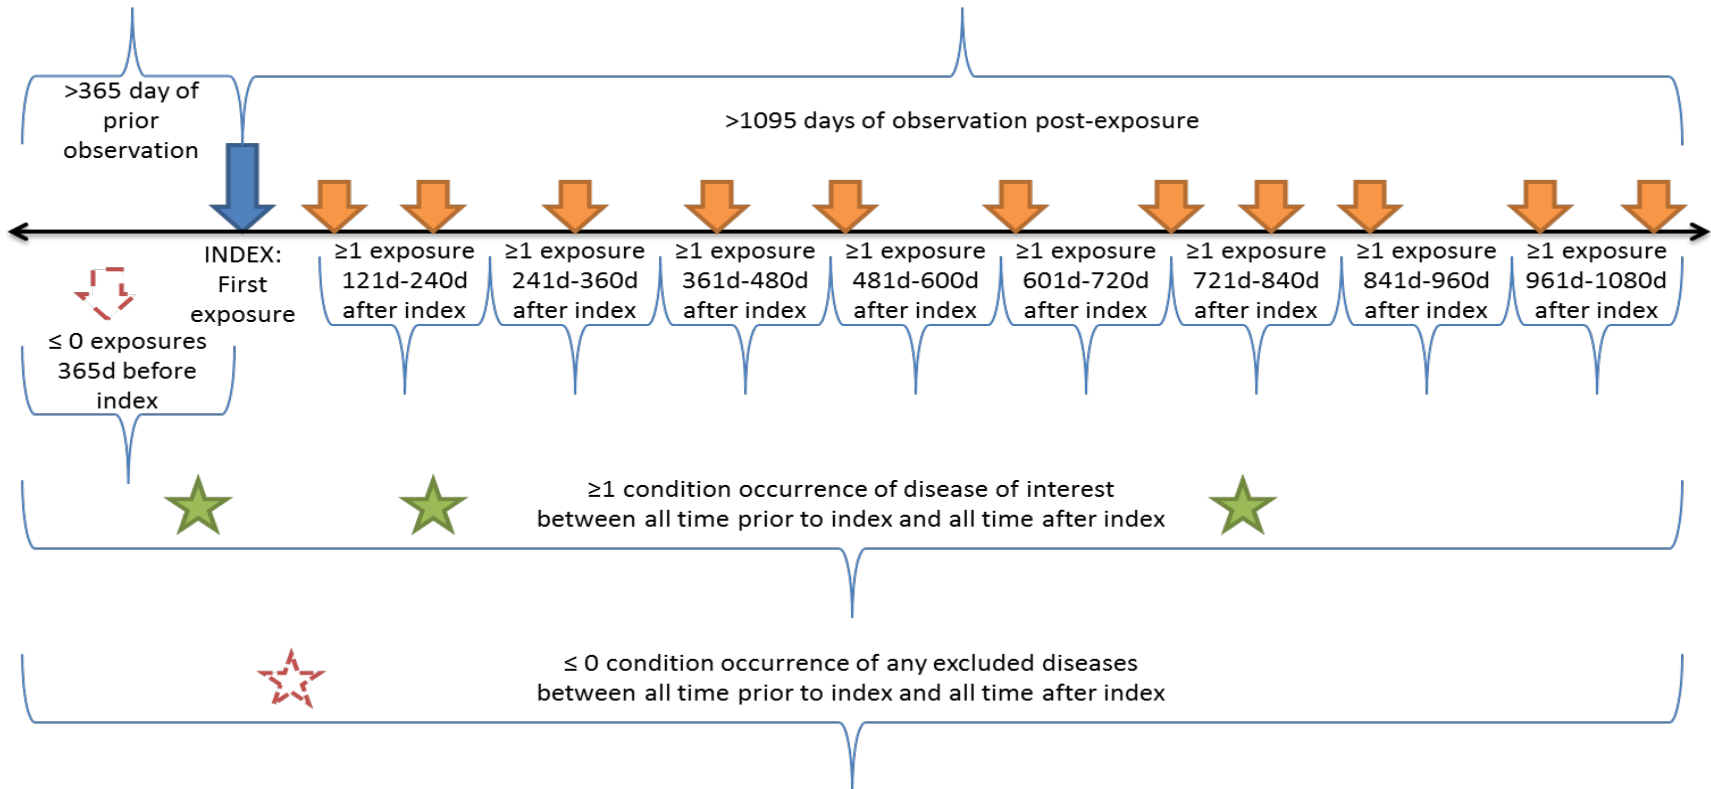 >365 day of
prior
observation
>1095 days of observation post-exposure
INDEX:
First
exposure
≥1 exposure
121d-240d
after index
≥1 exposure
241d-360d
after index
≥1 exposure
361d-480d
after index
≥1 exposure
481d-600d
after index
≥1 exposure
601d-720d
after index
≥1 exposure
721d-840d
after index
≥1 exposure
841d-960d
after index
≥1 exposure
961d-1080d
after index
≤ 0 exposures
365d before
index
≥1 condition occurrence of disease of interest
between all time prior to index and all time after index
≤ 0 condition occurrence of any excluded diseases
between all time prior to index and all time after index